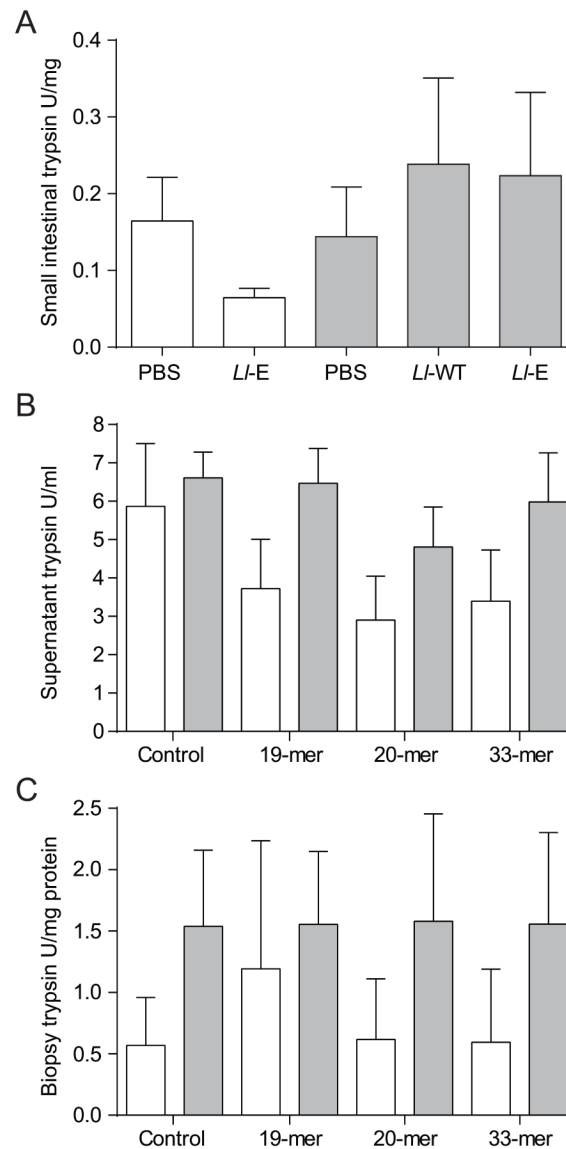 A
Small intestinal trypsin U/mg
0.4
0.3
0.2
0.1
0.0
PBS Ll-E PBS Ll-WT Ll-E
B
Supernatant trypsin U/ml
8
7
6
5
4
3
2
1
0
Control 19-mer 20-mer 33-mer
C
Biopsy trypsin U/mg protein
2.5
2.0
1.5
1.0
0.5
0.0
Control 19-mer 20-mer 33-mer